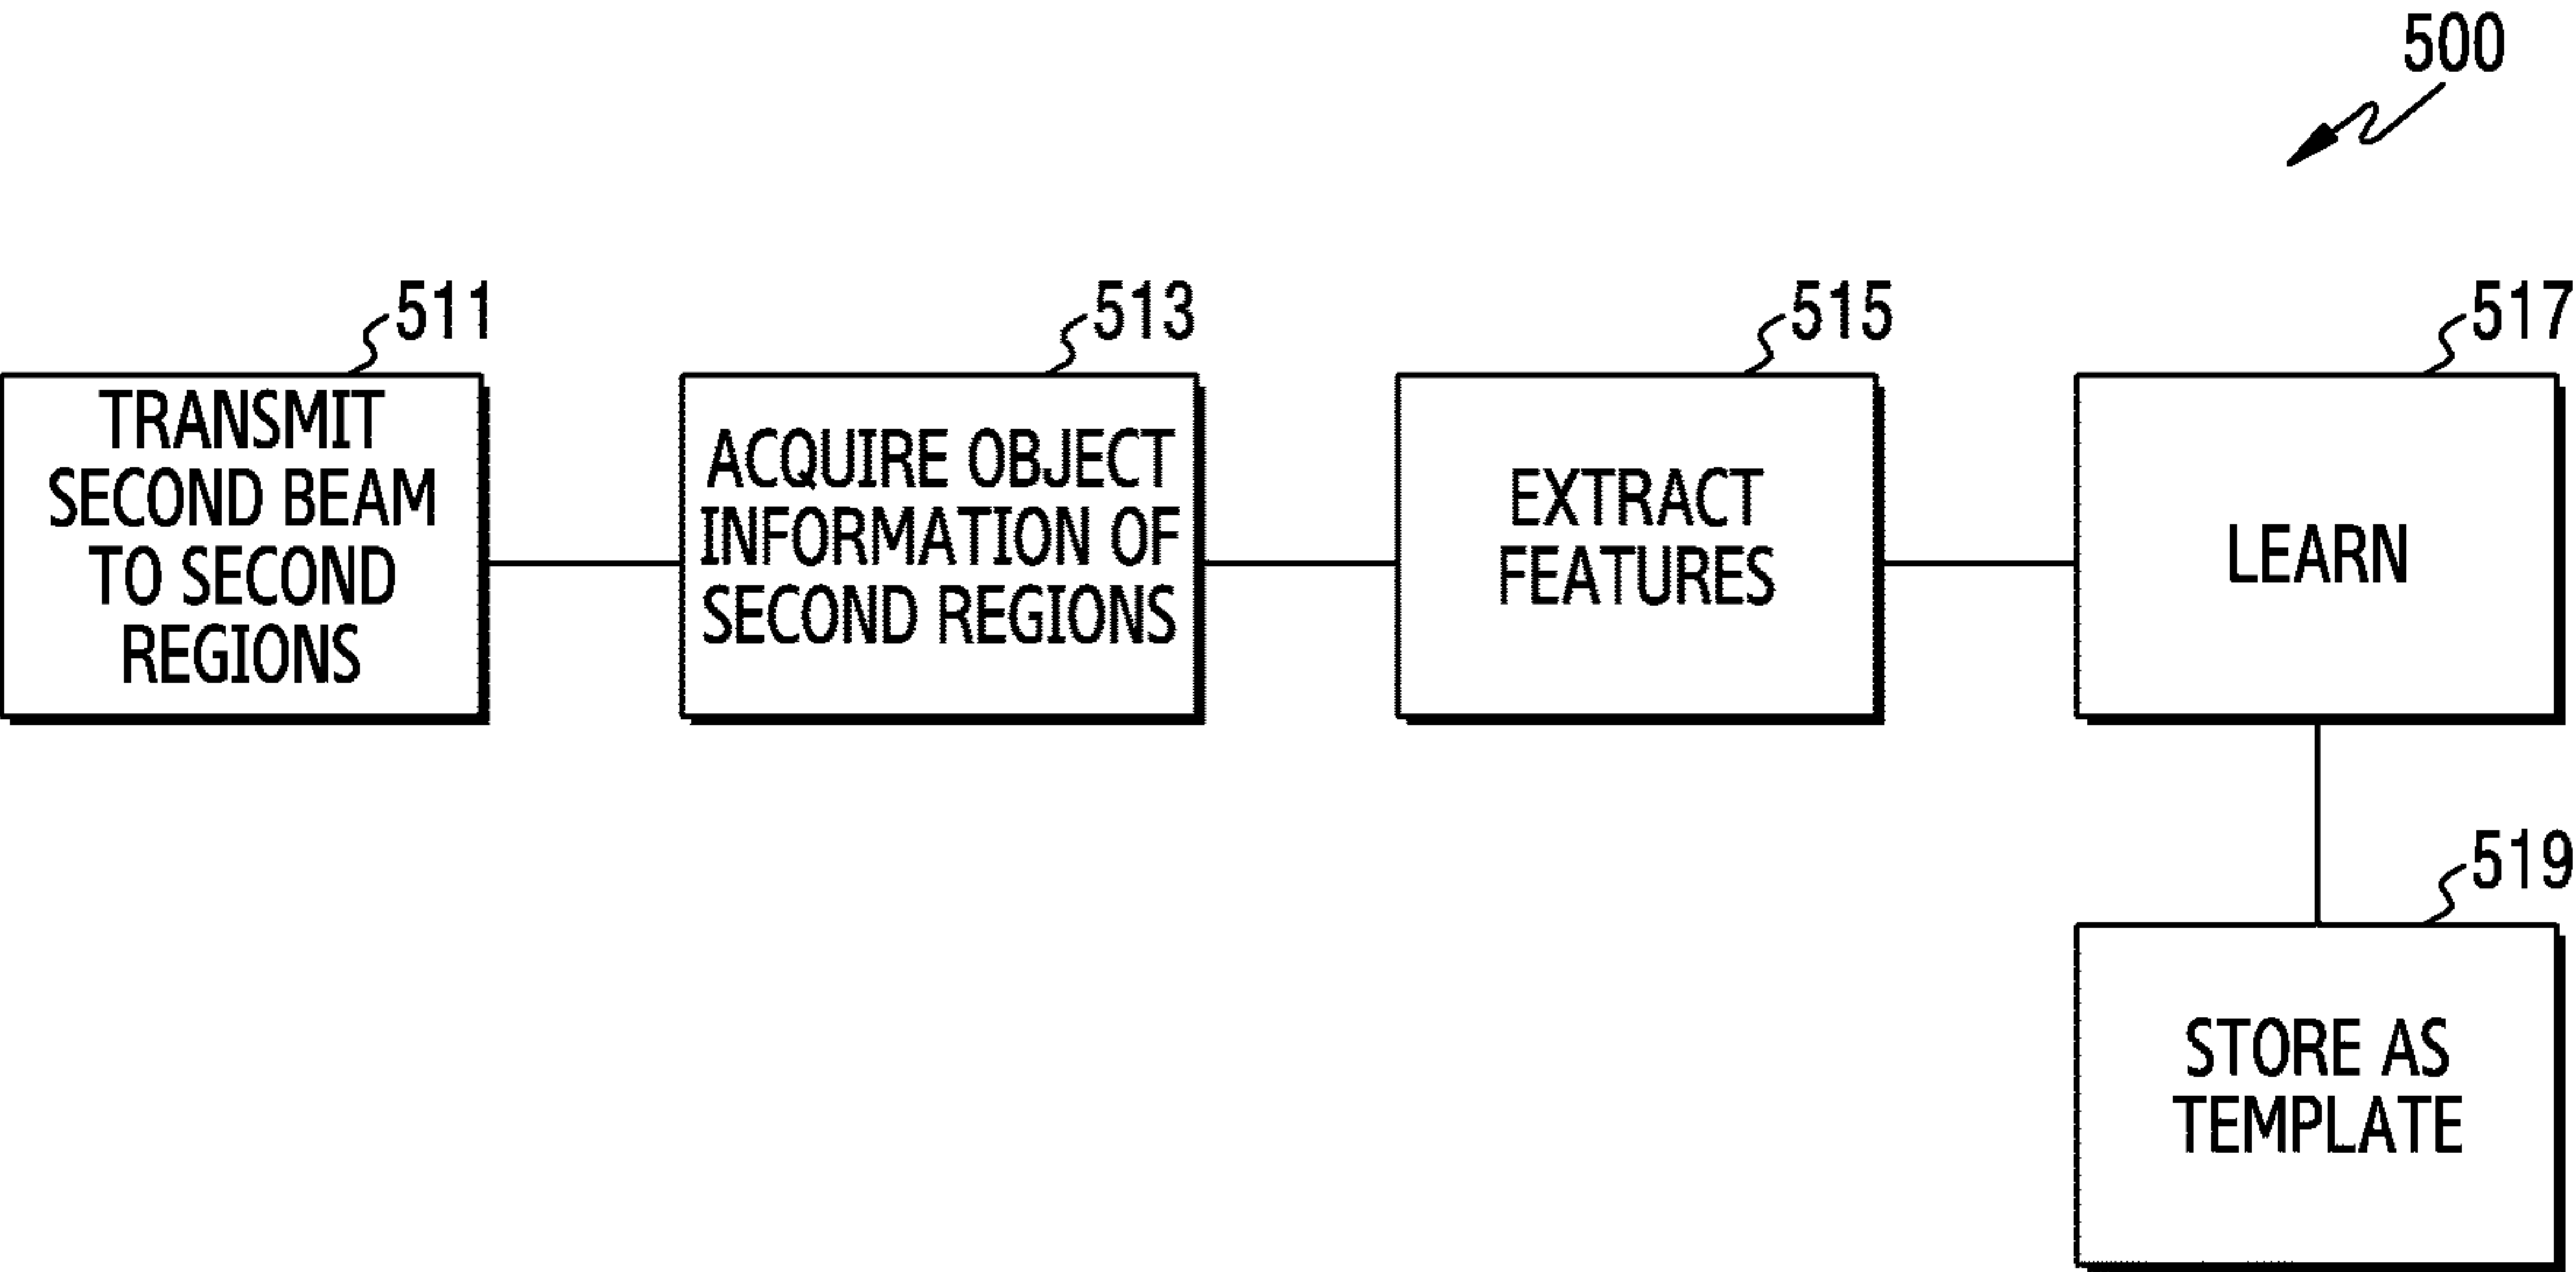 500
511
TRANSMIT
SECOND BEAM
TO SECOND
REGIONS
513
ACQUIRE OBJECT
INFORMATION OF
SECOND REGIONS
515
EXTRACT
FEATURES
517
LEARN
519
STORE AS
TEMPLATE